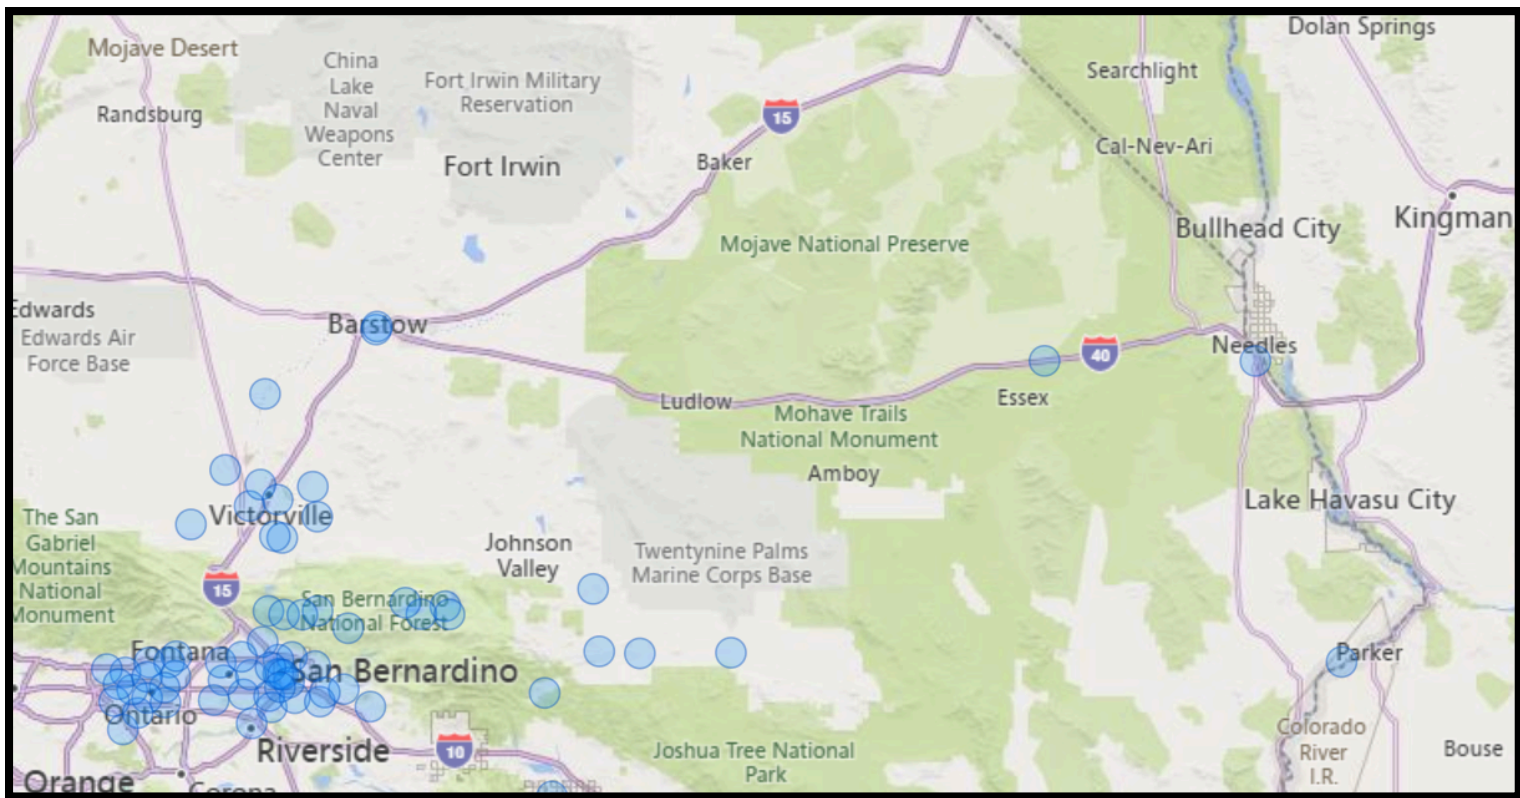 Dolan Springs
Mojave Desert
China
Lake
Naval
Weapons
Center
Fort Irwin Military
Reservation
Searchlight
Randsburg
15
Cal-Nev-Ari
Baker
Fort Irwin
Kingman
Bullhead City
Mojave National Preserve
Edwards
Edwards Air
Force Base
Barstow
Needles
40
Essex
Ludlow
Mohave Trails
National Monument
Amboy
Lake Havasu City
Victorville
The San
Gabriel
Mountains
National
Monument
Johnson
Valley
Twentynine Palms
Marine Corps Base
15
San Bernardino
National Forest
Fontana
San Bernardino
Parker
Ontario
Riverside
10
Joshua Tree National
Park
Colorado
River
I.R.
Bouse
Orange
Corona